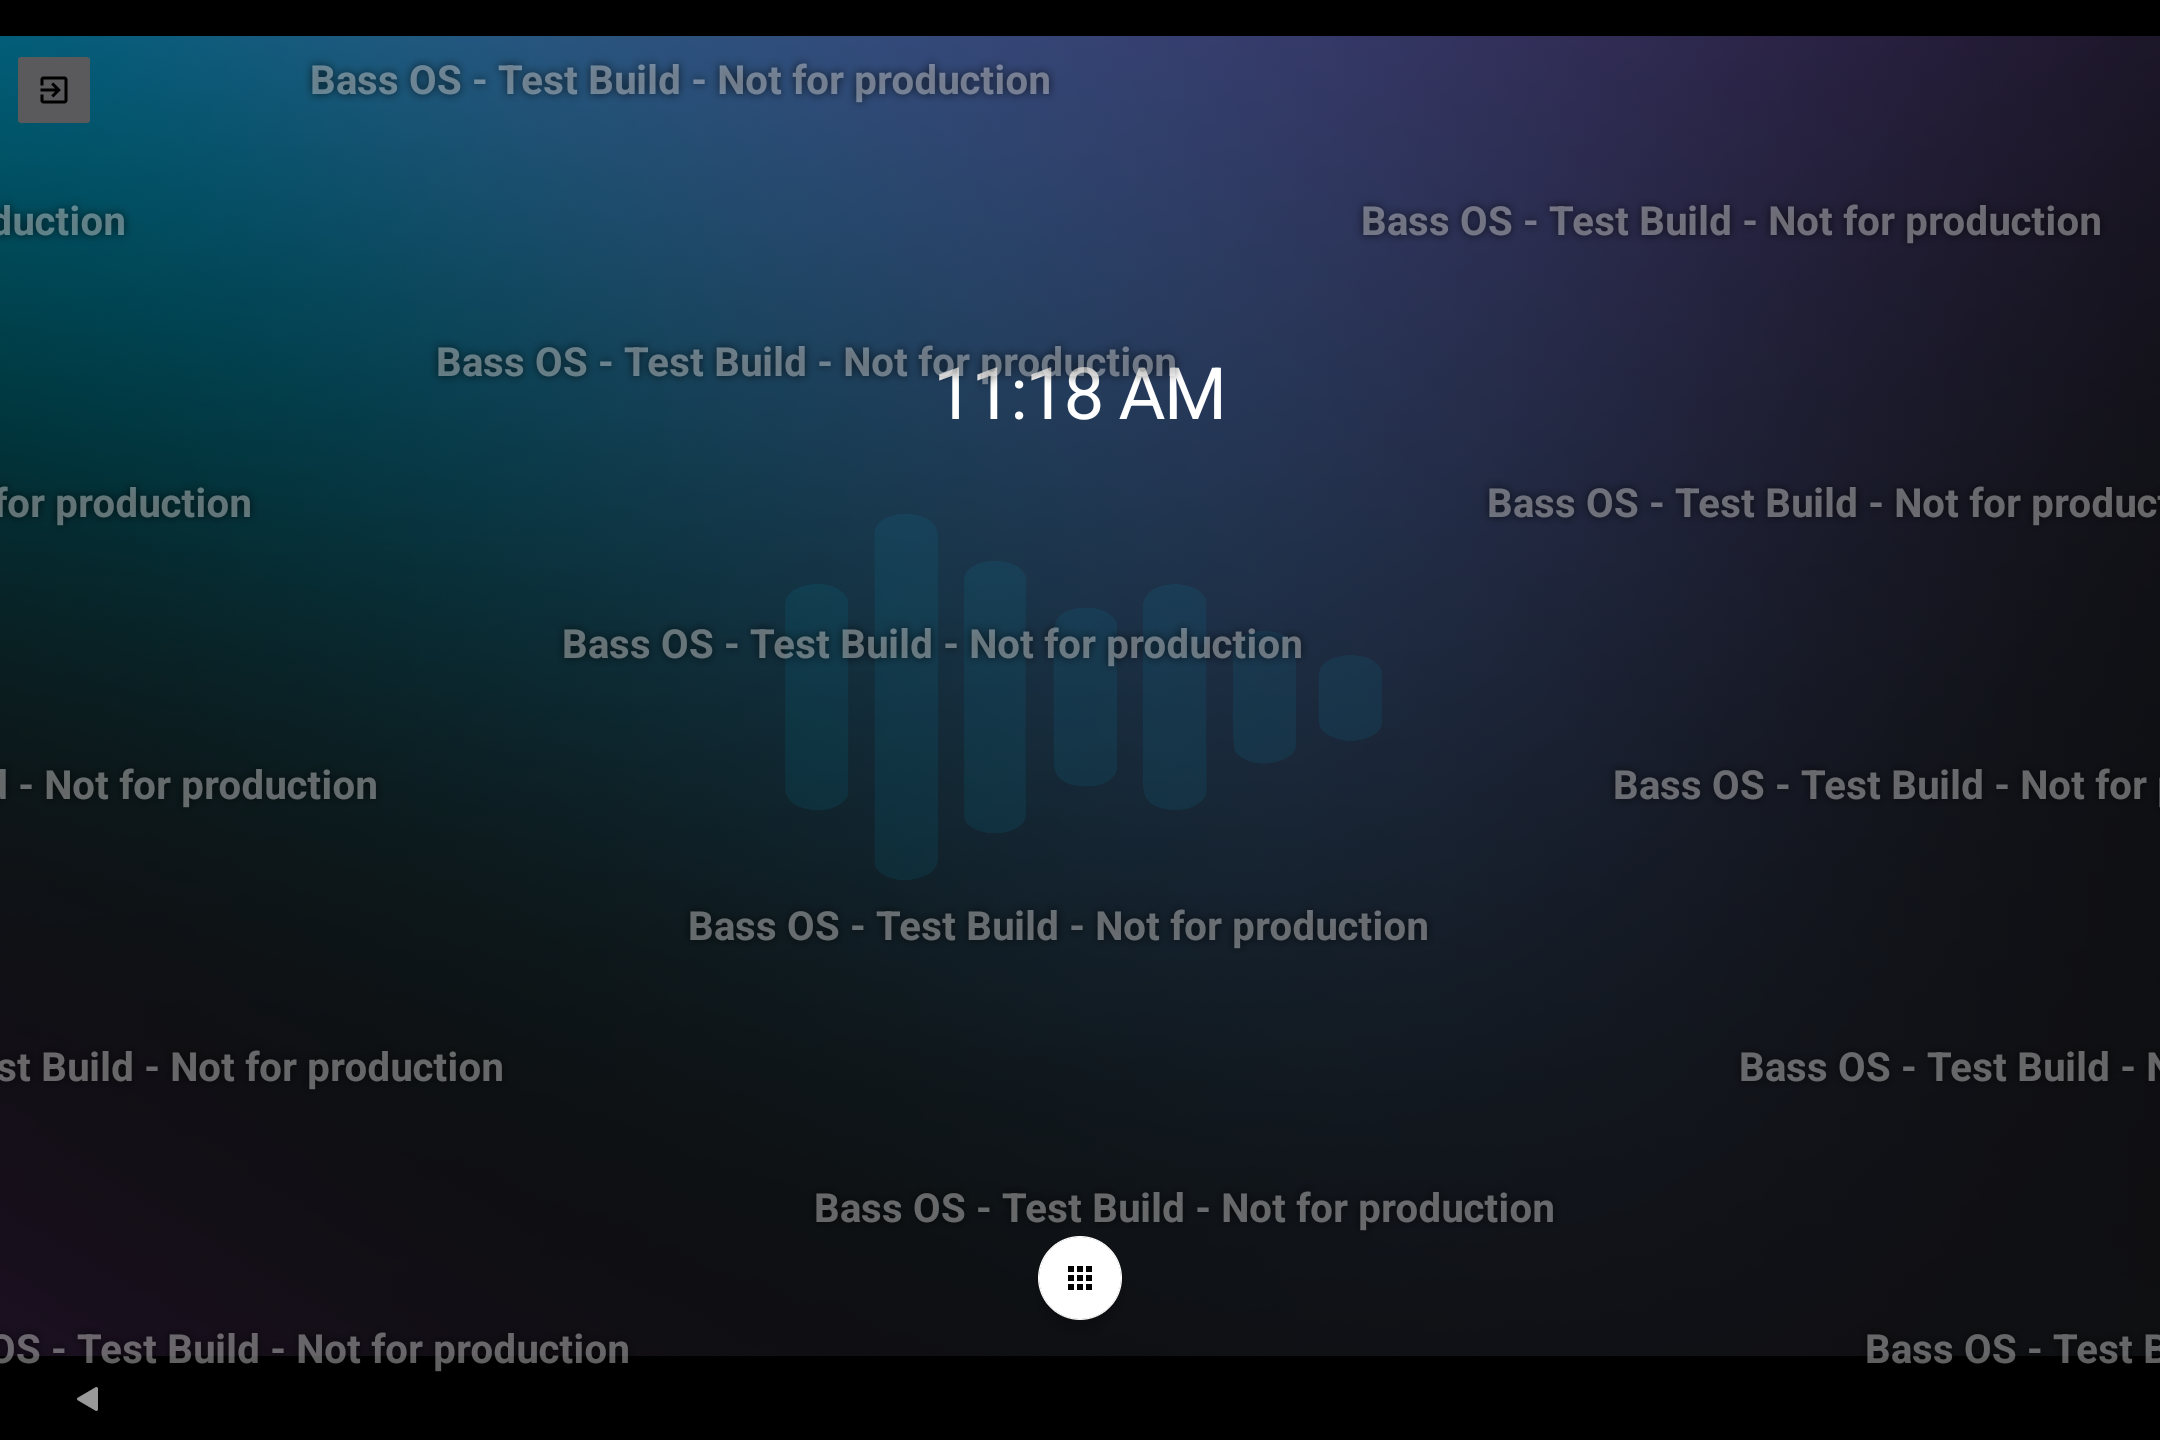 Bass OS - Test Build - Not for production
duction
Bass OS - Test Build - Not for production
Bass OS - Test Build - Not for production
11:18 AM
for production
Bass OS - Test Build - Not for product
Bass OS - Test Build - Not for production
d - Not for production
Bass OS - Test Build - Not for
Bass OS - Test Build - Not for production
st Build - Not for production
Bass OS - Test Build - N
Bass OS - Test Build - Not for production
OS - Test Build - Not for production
Bass OS - Test B